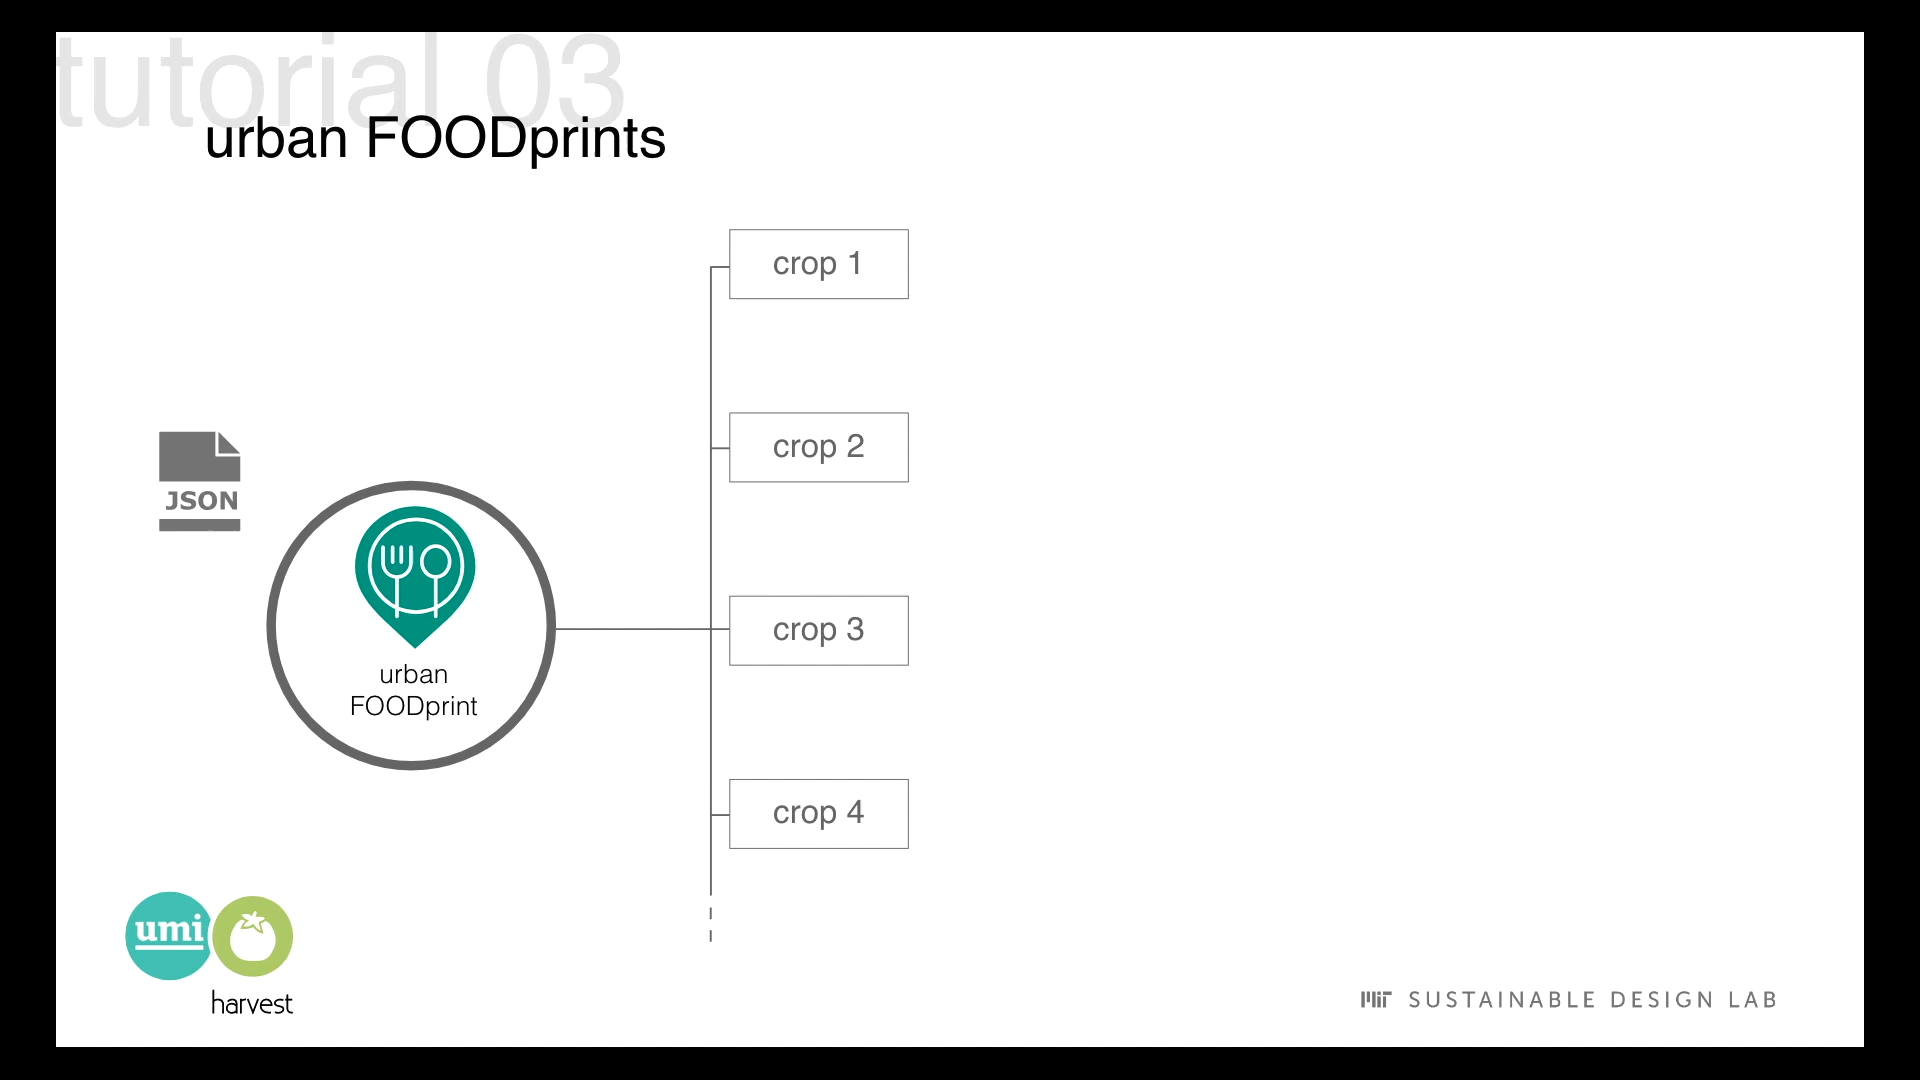 tutorial 03
urban FOODprints
crop 1
crop 2
JSON
crop 3
urban
FOODprint
crop 4
umi
harvest
MIT SUSTAINABLE DESIGN LAB